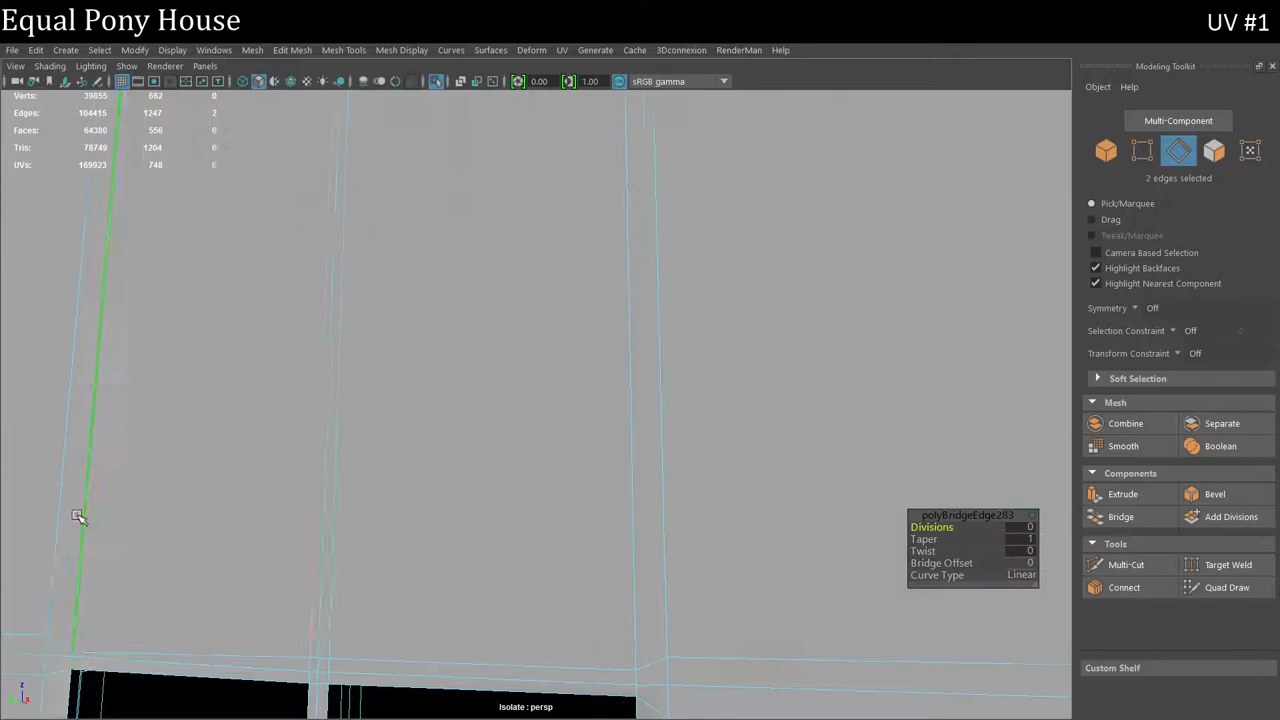 Equal Pony House
UV #1
File Edit Create Select Modify Display Windows Mesh Edit Mesh Mesh Tools Mesh Display Curves Surfaces Deform UV Generate Cache 3Dconnexion RenderMan Help
View Shading Lighting Show Renderer Panels
0.00 1.00 sRGB gamma
Verts: 39855 662 0
Edges: 104415 1247 2
Faces: 64380 556 0
Tris: 78749 1204 0
UVs: 169923 748 0
polyBridgeEdge283
Divisions 0
Taper 1
Twist 0
Bridge Offset 0
Curve Type Linear
z
x
Isolate : persp
Modeling Toolkit
Object Help
Multi-Component
2 edges selected
Pick/Marquee
Drag
Tweak/Marquee
Camera Based Selection
Highlight Backfaces
Highlight Nearest Component
Symmetry Off
Selection Constraint Off 0
Transform Constraint Off
Soft Selection
Mesh
Combine Separate
Smooth Boolean
Components
Extrude Bevel
Bridge Add Divisions
Tools
Multi-Cut Target Weld
Connect Quad Draw
Custom Shelf